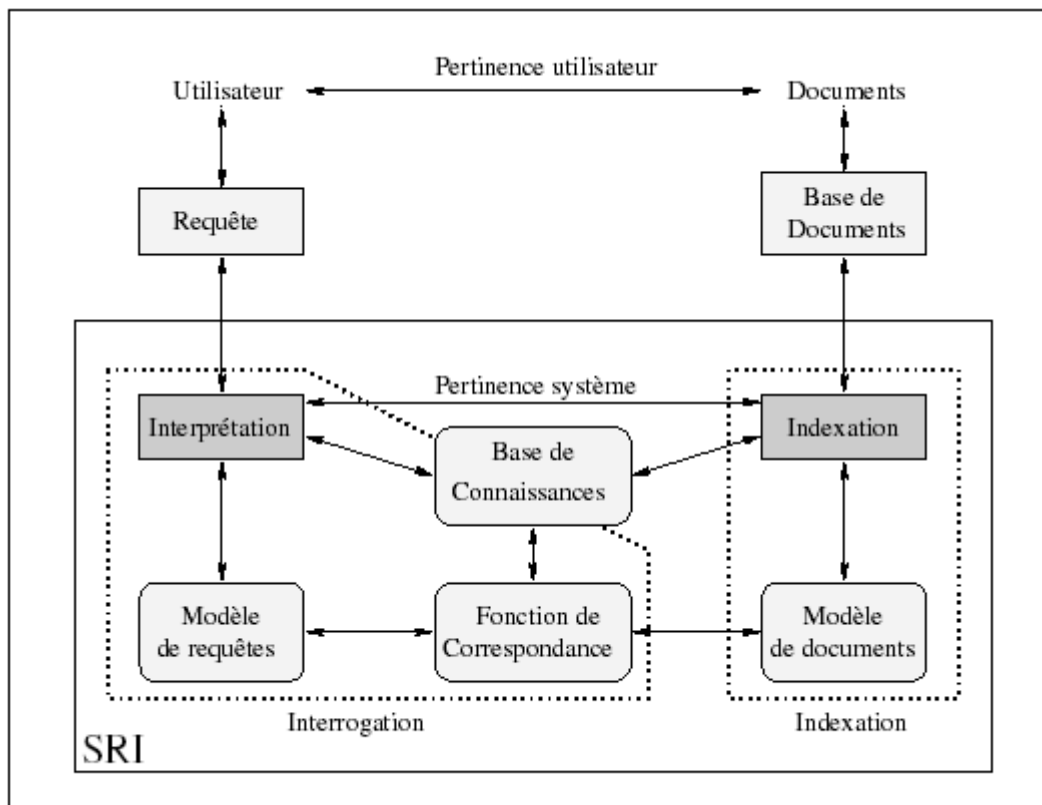 Pertinence utilisateur
Utilisateur
Documents
Requête
Base de
Documents
Pertinence système
Interprétation
Indexation
Base de
Connaissances
Modèle
de requêtes
Fonction de
Correspondance
Modèle
de documents
Interrogation
Indexation
SRI